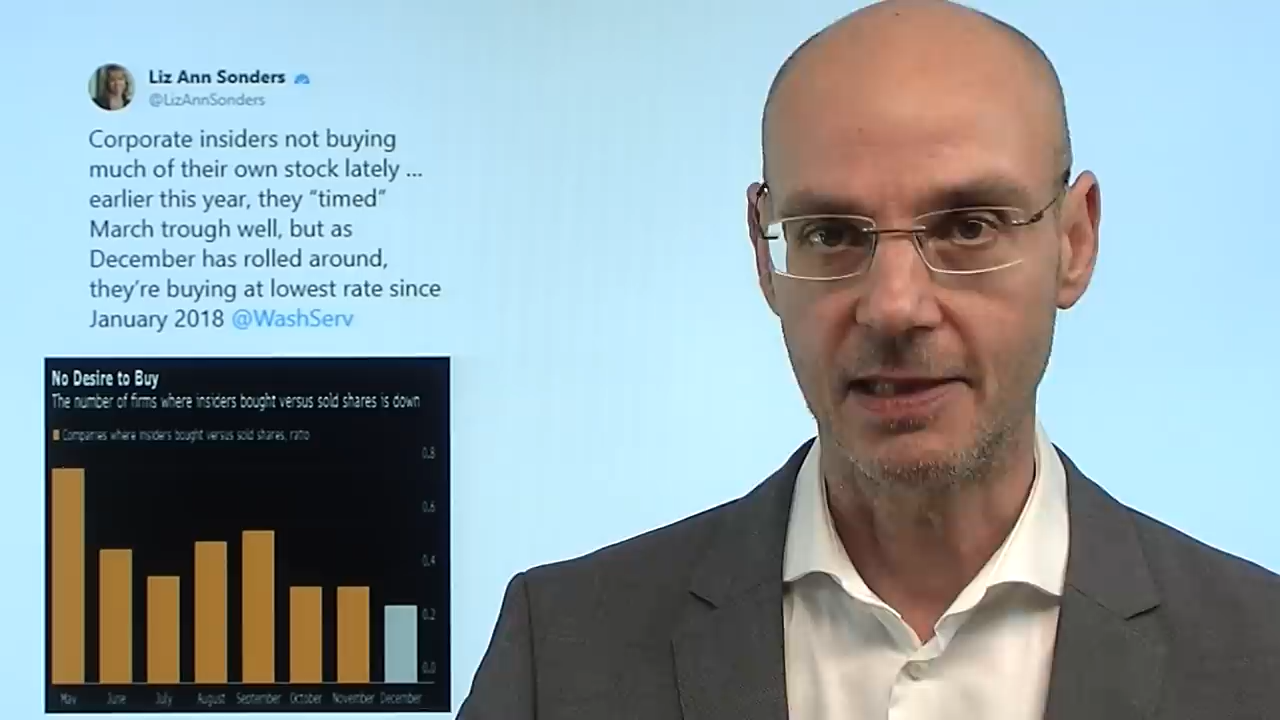 Liz Ann Sonders
@LizAnnSonders
Corporate insiders not buying
much of their own stock lately ...
earlier this year, they “timed”
March trough well, but as
December has rolled around,
they’re buying at lowest rate since
January 2018 @WashServ
No Desire to Buy
The number of firms where insiders bought versus sold shares is down
Companies where insiders bought versus sold shares, ratio
0.8
0.6
0.4
0.2
0.0
May June July August September October November December